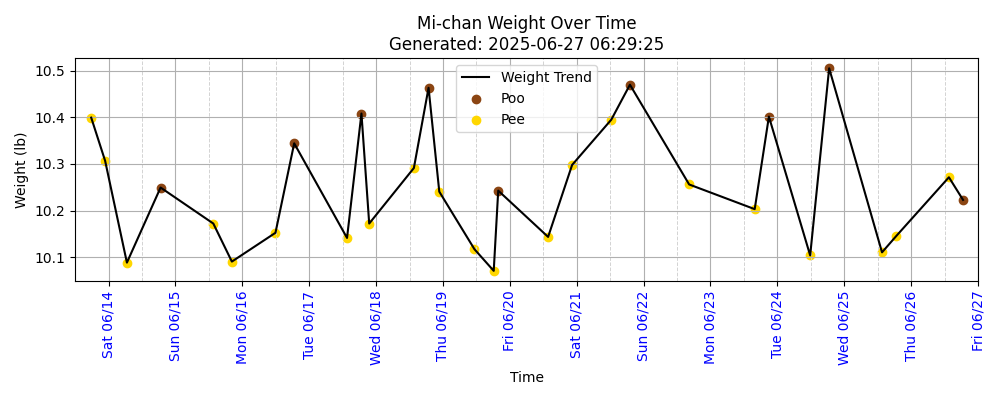 Mi-chan Weight Over Time
Generated: 2025-06-27 06:29:25
Weight (lb)
10.5
10.4
10.3
10.2
10.1
Weight Trend
Poo
Pee
Sat 06/14
Sun 06/15
Mon 06/16
Tue 06/17
Wed 06/18
Thu 06/19
Fri 06/20
Sat 06/21
Sun 06/22
Mon 06/23
Tue 06/24
Wed 06/25
Thu 06/26
Fri 06/27
Time